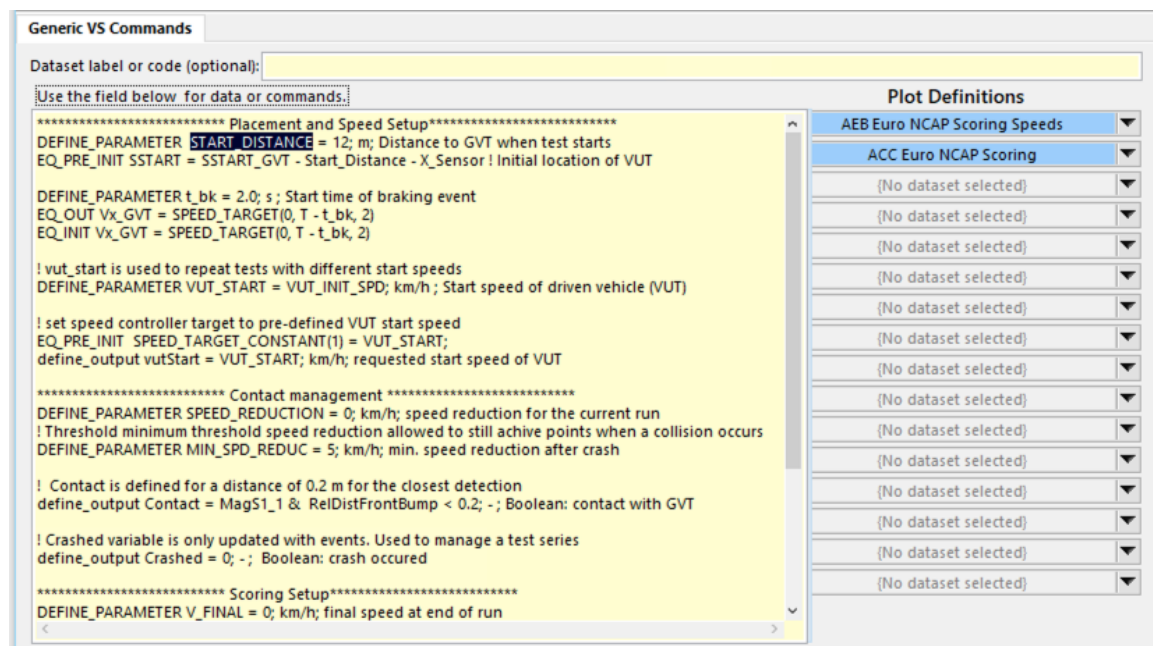 Generic VS Commands
Dataset label or code (optional):
Use the field below for data or commands.
************************** Placement and Speed Setup**************************
DEFINE_PARAMETER START_DISTANCE = 12; m; Distance to GVT when test starts
EQ_PRE_INIT SSTART = SSTART_GVT - Start_Distance - X_Sensor ! Initial location of VUT
DEFINE_PARAMETER t_bk = 2.0; s ; Start time of braking event
EQ_OUT Vx_GVT = SPEED_TARGET(0, T - t_bk, 2)
EQ_INIT Vx_GVT = SPEED_TARGET(0, T - t_bk, 2)
! vut_start is used to repeat tests with different start speeds
DEFINE_PARAMETER VUT_START = VUT_INIT_SPD; km/h ; Start speed of driven vehicle (VUT)
! set speed controller target to pre-defined VUT start speed
EQ_PRE_INIT  SPEED_TARGET_CONSTANT(1) = VUT_START;
define_output vutStart = VUT_START; km/h; requested start speed of VUT
************************** Contact management **************************
DEFINE_PARAMETER SPEED_REDUCTION = 0; km/h; speed reduction for the current run
! Threshold minimum threshold speed reduction allowed to still achive points when a collision occurs
DEFINE_PARAMETER MIN_SPD_REDUC = 5; km/h; min. speed reduction after crash
!  Contact is defined for a distance of 0.2 m for the closest detection
define_output Contact = MagS1_1 &  RelDistFrontBump < 0.2; - ; Boolean: contact with GVT
! Crashed variable is only updated with events. Used to manage a test series
define_output Crashed = 0; - ;  Boolean: crash occured
************************** Scoring Setup**************************
DEFINE_PARAMETER V_FINAL = 0; km/h; final speed at end of run
Plot Definitions
AEB Euro NCAP Scoring Speeds
ACC Euro NCAP Scoring
{No dataset selected}
{No dataset selected}
{No dataset selected}
{No dataset selected}
{No dataset selected}
{No dataset selected}
{No dataset selected}
{No dataset selected}
{No dataset selected}
{No dataset selected}
{No dataset selected}
{No dataset selected}
{No dataset selected}
{No dataset selected}